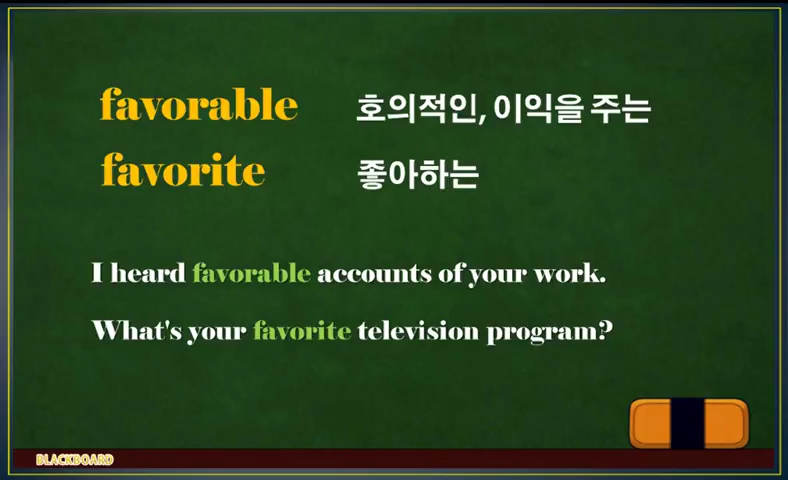 favorable 호의적인, 이익을 주는
favorite 좋아하는
I heard favorable accounts of your work.
What's your favorite television program?
BLACKBOARD